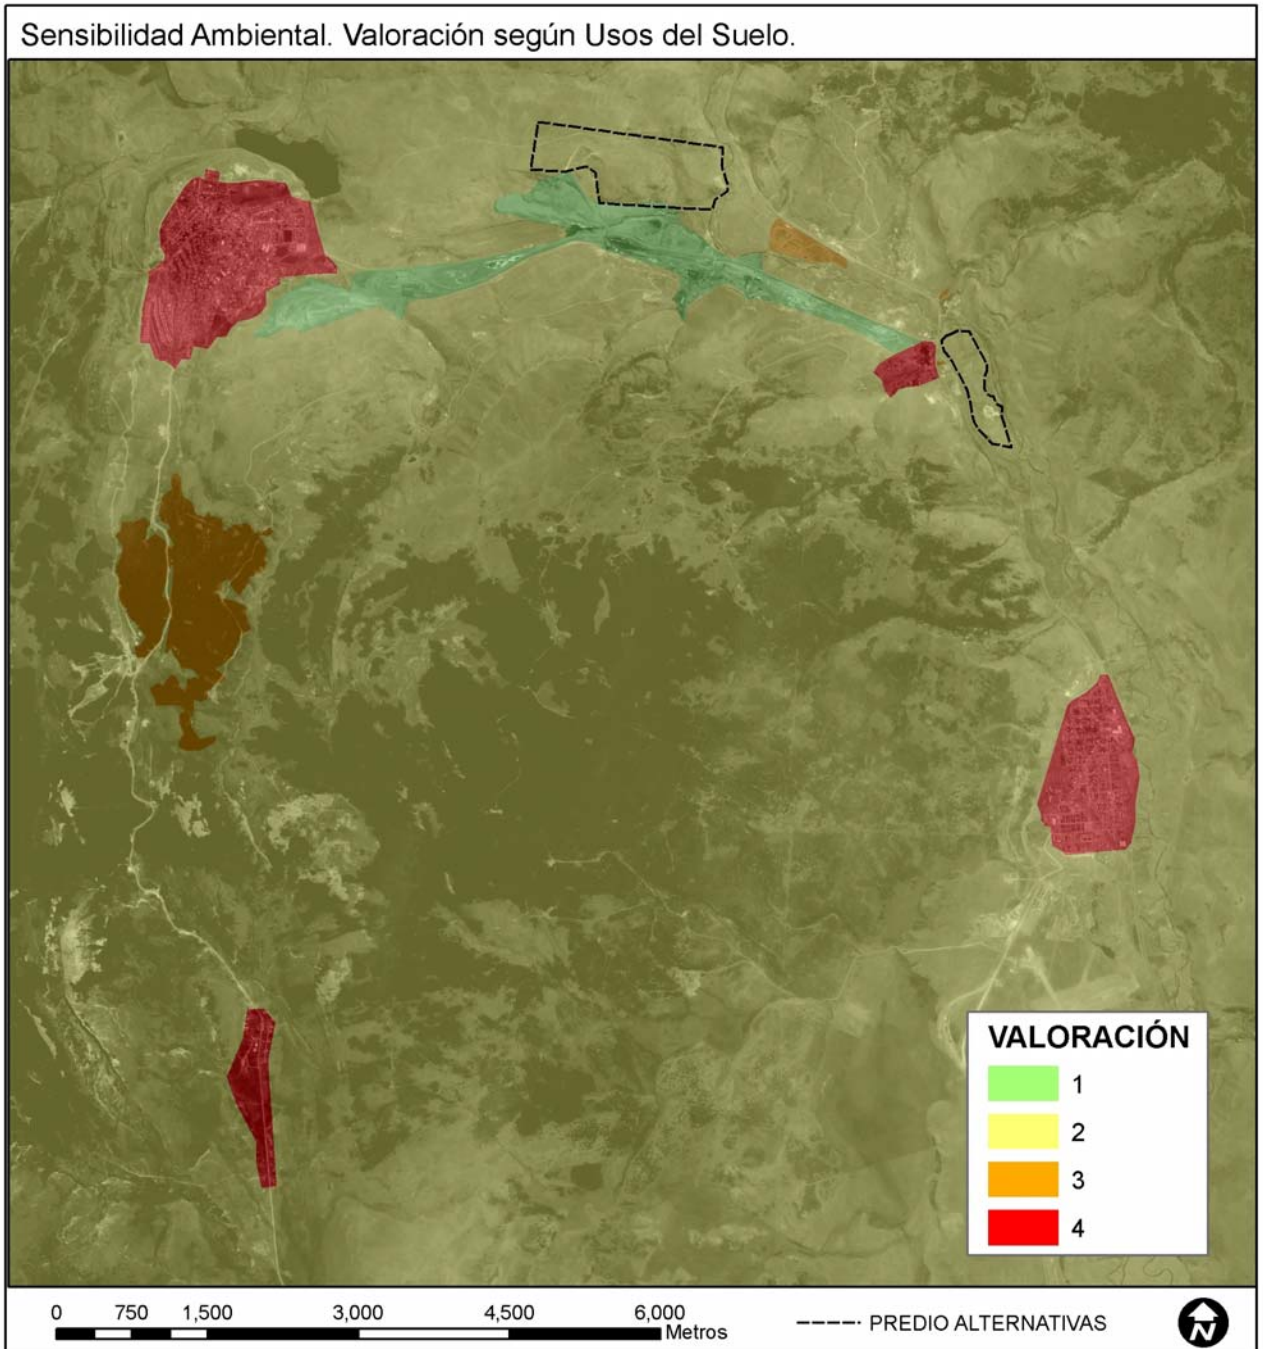 Sensibilidad Ambiental. Valoración según Usos del Suelo.
VALORACIÓN
1
2
3
4
0 750 1,500 3,000 4,500 6,000
Metros
PREDIO ALTERNATIVAS
N